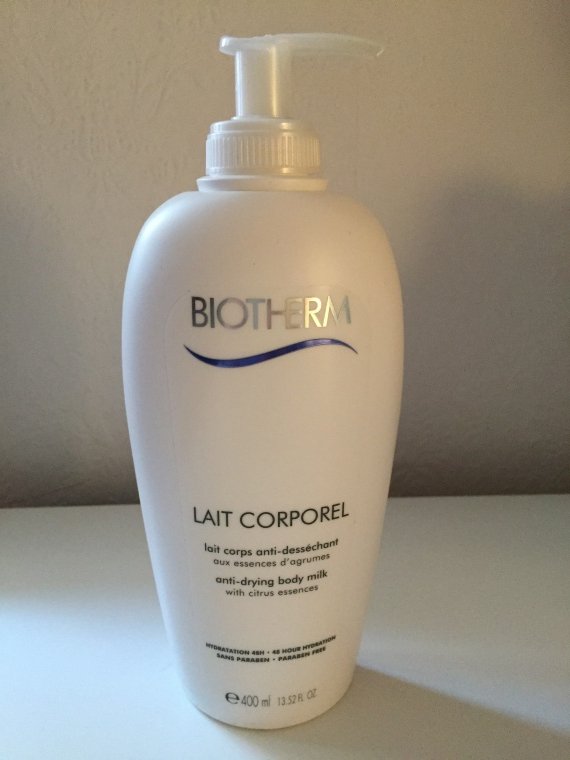 BIOTHERM
LAIT CORPOREL
lait corps anti-desséchant
aux essences d'agrumes
anti-drying body milk
with citrus essences
HYDRATATION 48H • 48 HOUR HYDRATION
SANS PARABEN • PARABEN FREE
℮400 ml 13.52 FL OZ